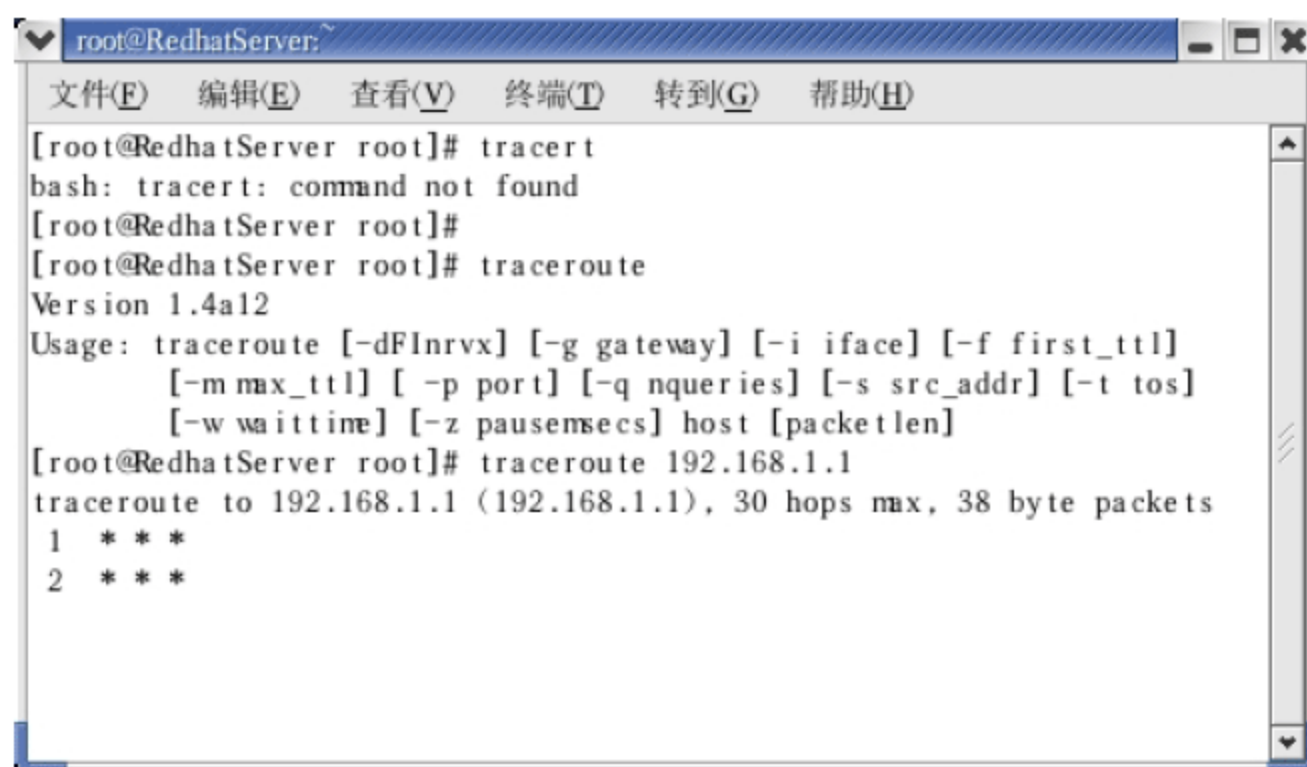 root@RedhatServer:~
文件(F) 编辑(E) 查看(V) 终端(T) 转到(G) 帮助(H)
[root@RedhatServer root]# tracert
bash: tracert: command not found
[root@RedhatServer root]#
[root@RedhatServer root]# traceroute
Version 1.4a12
Usage: traceroute [-dFInrvx] [-g gateway] [-i iface] [-f first_ttl]
[-m max_ttl] [ -p port] [-q nqueries] [-s src_addr] [-t tos]
[-w waittime] [-z pausemsecs] host [packetlen]
[root@RedhatServer root]# traceroute 192.168.1.1
traceroute to 192.168.1.1 (192.168.1.1), 30 hops max, 38 byte packets
1 * * *
2 * * *